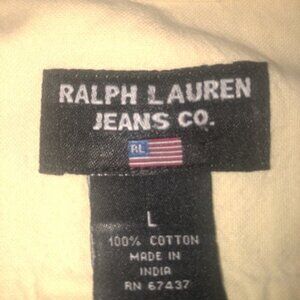 RALPH LAUREN
JEANS CO.
RL
L
100% COTTON
MADE IN
INDIA
RN 67437